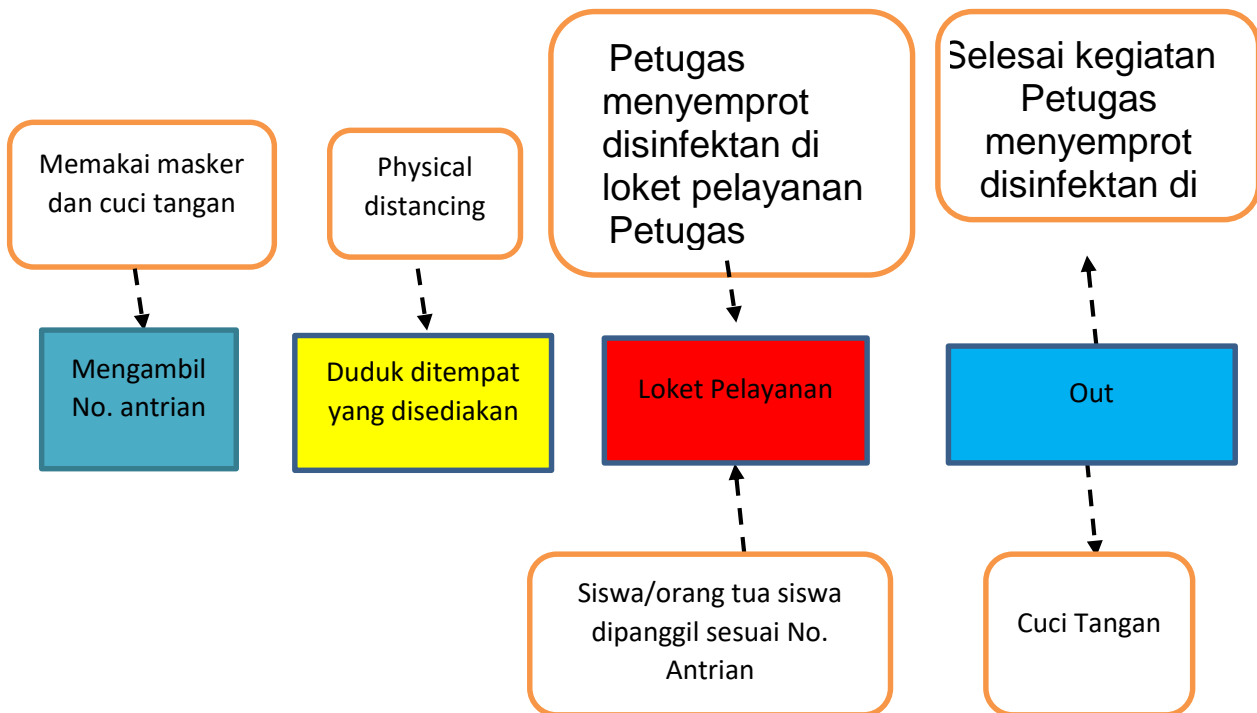 Memakai masker
dan cuci tangan
Physical
distancing
Petugas
menyemprot
disinfektan di
loket pelayanan
Petugas
Selesai kegiatan
Petugas
menyemprot
disinfektan di
Mengambil
No. antrian
Duduk ditempat
yang disediakan
Loket Pelayanan
Out
Siswa/orang tua siswa
dipanggil sesuai No.
Antrian
Cuci Tangan